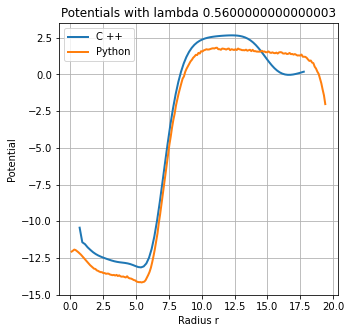 Potentials with lambda 0.5600000000000003
C ++
Python
2.5
0.0
−2.5
−5.0
−7.5
−10.0
−12.5
−15.0
Potential
0.0 2.5 5.0 7.5 10.0 12.5 15.0 17.5 20.0
Radius r